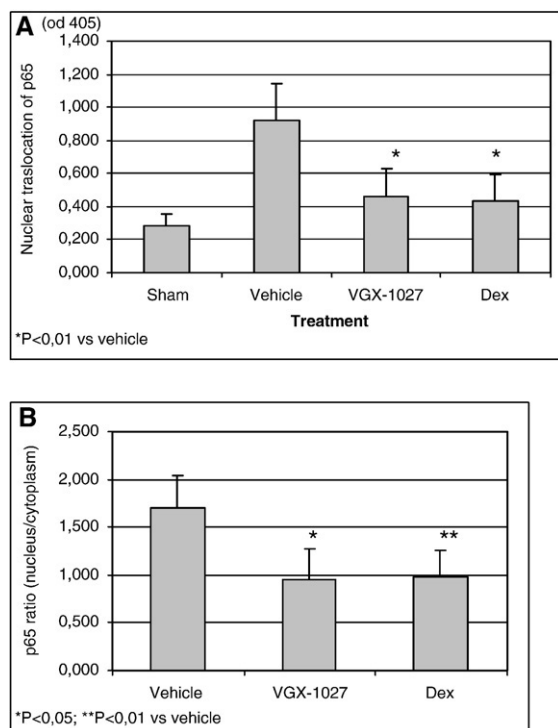 A (od 405)
Nuclear traslocation of p65
1,400
1,200
1,000
0,800
0,600
0,400
0,200
0,000
* *
Sham Vehicle VGX-1027 Dex
Treatment
*P<0,01 vs vehicle
B
p65 ratio (nucleus/cytoplasm)
2,500
2,000
1,500
1,000
0,500
0,000
* **
Vehicle VGX-1027 Dex
*P<0,05; **P<0,01 vs vehicle